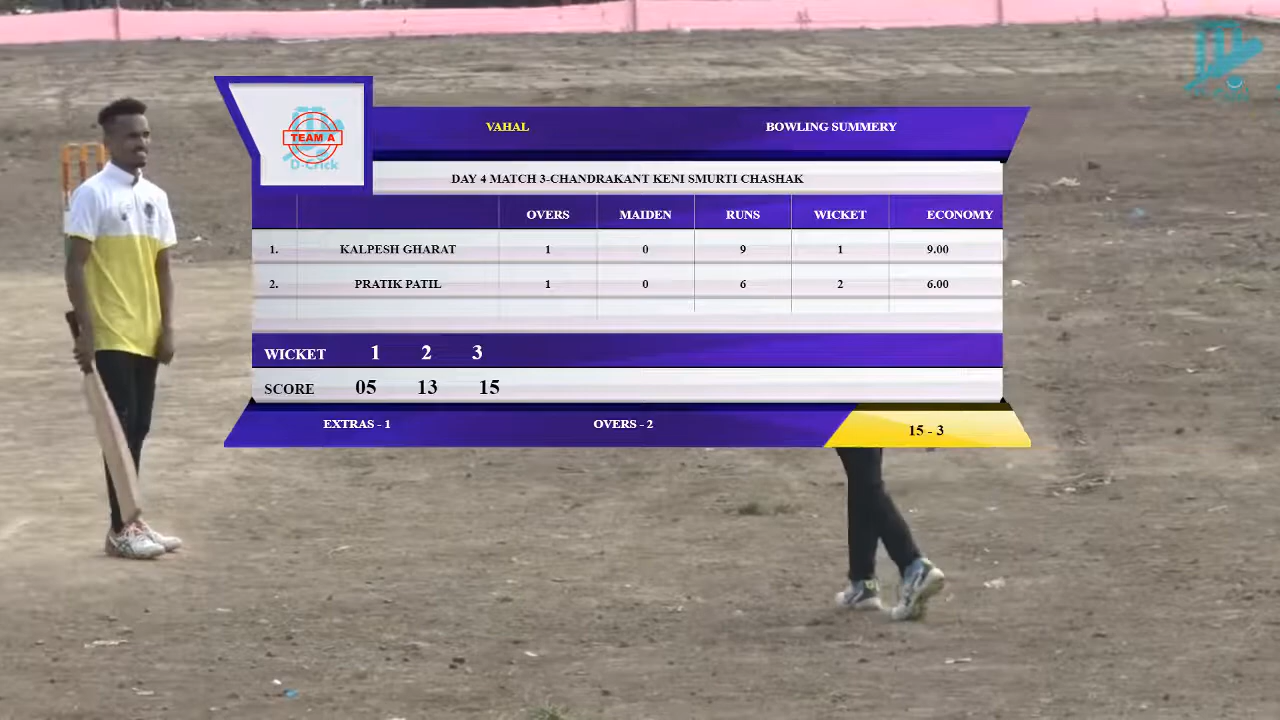 TEAM A
D-Crick
VAHAL BOWLING SUMMERY
DAY 4 MATCH 3-CHANDRAKANT KENI SMURTI CHASHAK
OVERS MAIDEN RUNS WICKET ECONOMY
1. KALPESH GHARAT 1 0 9 1 9.00
2. PRATIK PATIL 1 0 6 2 6.00
WICKET 1 2 3
SCORE 05 13 15
EXTRAS - 1 OVERS - 2 15 - 3